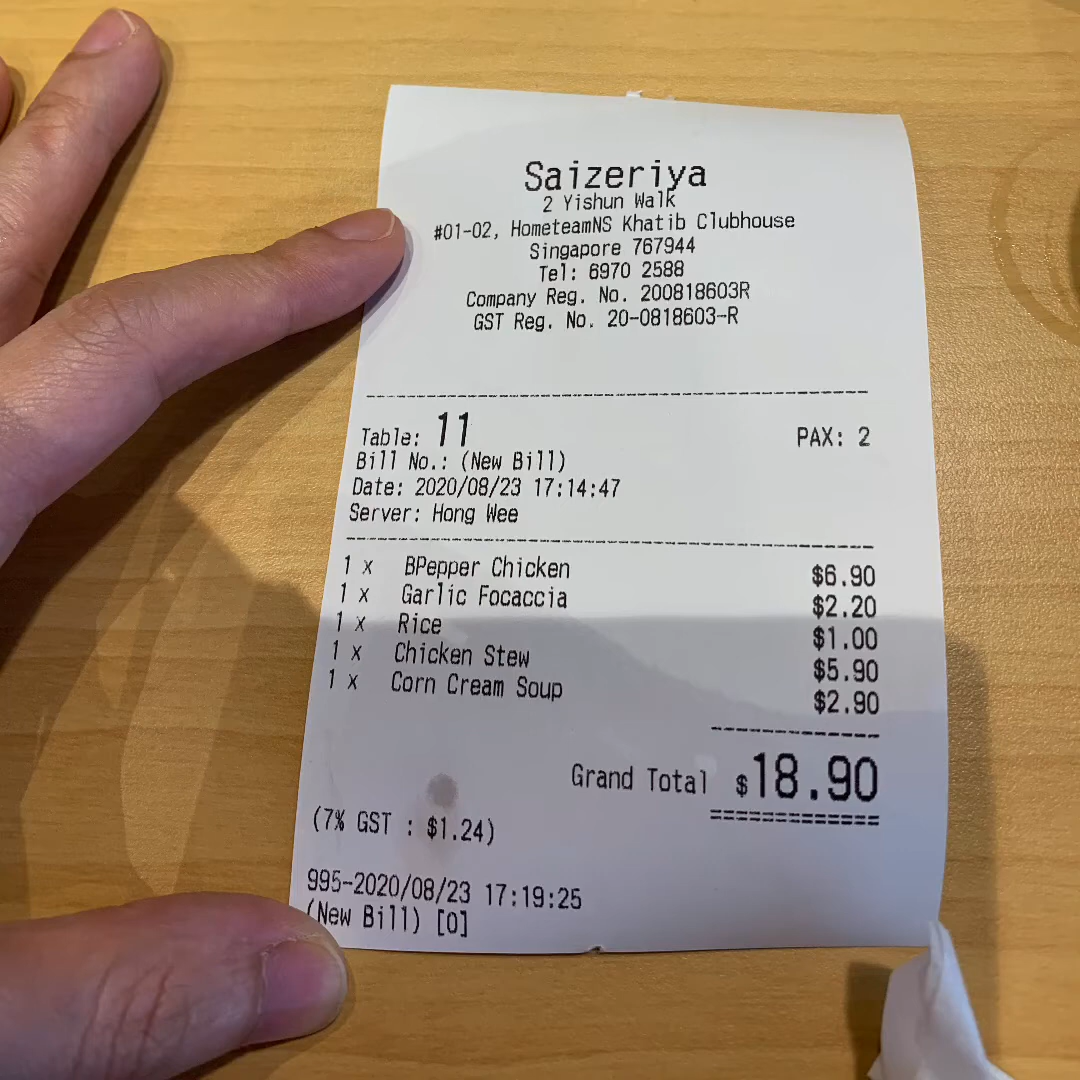 Saizeriya
2 Yishun Walk
#01-02, HometeamNS Khatib Clubhouse
Singapore 767944
Tel: 6970 2588
Company Reg. No. 200818603R
GST Reg. No. 20-0818603-R
Table: 11 PAX: 2
Bill No.: (New Bill)
Date: 2020/08/23 17:14:47
Server: Hong Wee
1 x BPepper Chicken $6.90
1 x Garlic Focaccia $2.20
1 x Rice $1.00
1 x Chicken Stew $5.90
1 x Corn Cream Soup $2.90
Grand Total $18.90
(7% GST : $1.24)
995-2020/08/23 17:19:25
(New Bill) [0]